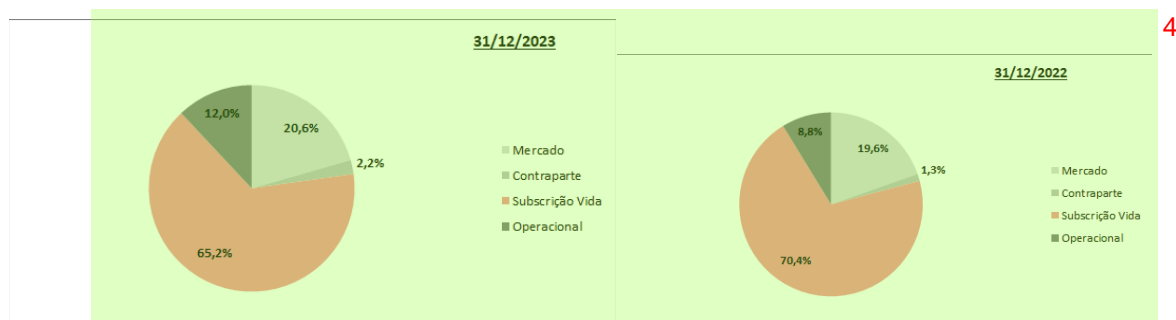 4
31/12/2023
12,0%
20,6%
2,2%
65,2%
Mercado
Contraparte
Subscrição Vida
Operacional
31/12/2022
8,8%
19,6%
1,3%
70,4%
Mercado
Contraparte
Subscrição Vida
Operacional